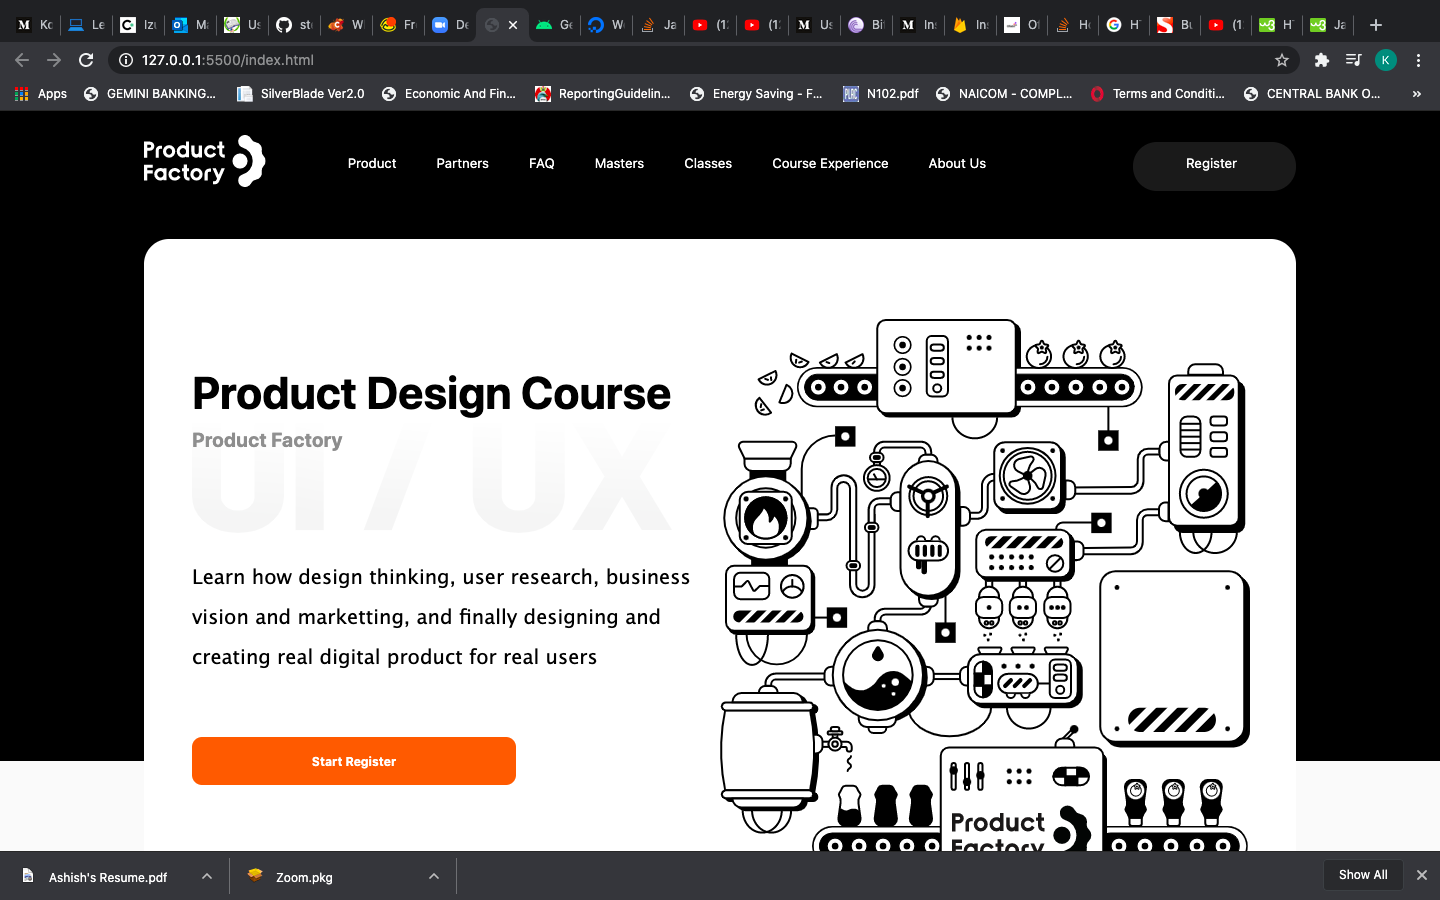 Kc
Le
Izu
Ma
Us
st
W
Fr
De
Ge
W
Ja
(1
(1
Us
Bi
In
In
Of
Ho
H
Bu
(1
H
Ja
127.0.0.1:5500/index.html
K
Apps
GEMINI BANKING...
SilverBlade Ver2.0
Economic And Fin...
ReportingGuidelin...
Energy Saving - F...
N102.pdf
NAICOM - COMPL...
Terms and Conditi...
CENTRAL BANK O...
»
Product
Factory
Product
Partners
FAQ
Masters
Classes
Course Experience
About Us
Register
Product Design Course
Product Factory
UI / UX
Learn how design thinking, user research, business
vision and marketting, and finally designing and
creating real digital product for real users
Start Register
Product
Factory
Ashish's Resume.pdf
Zoom.pkg
Show All